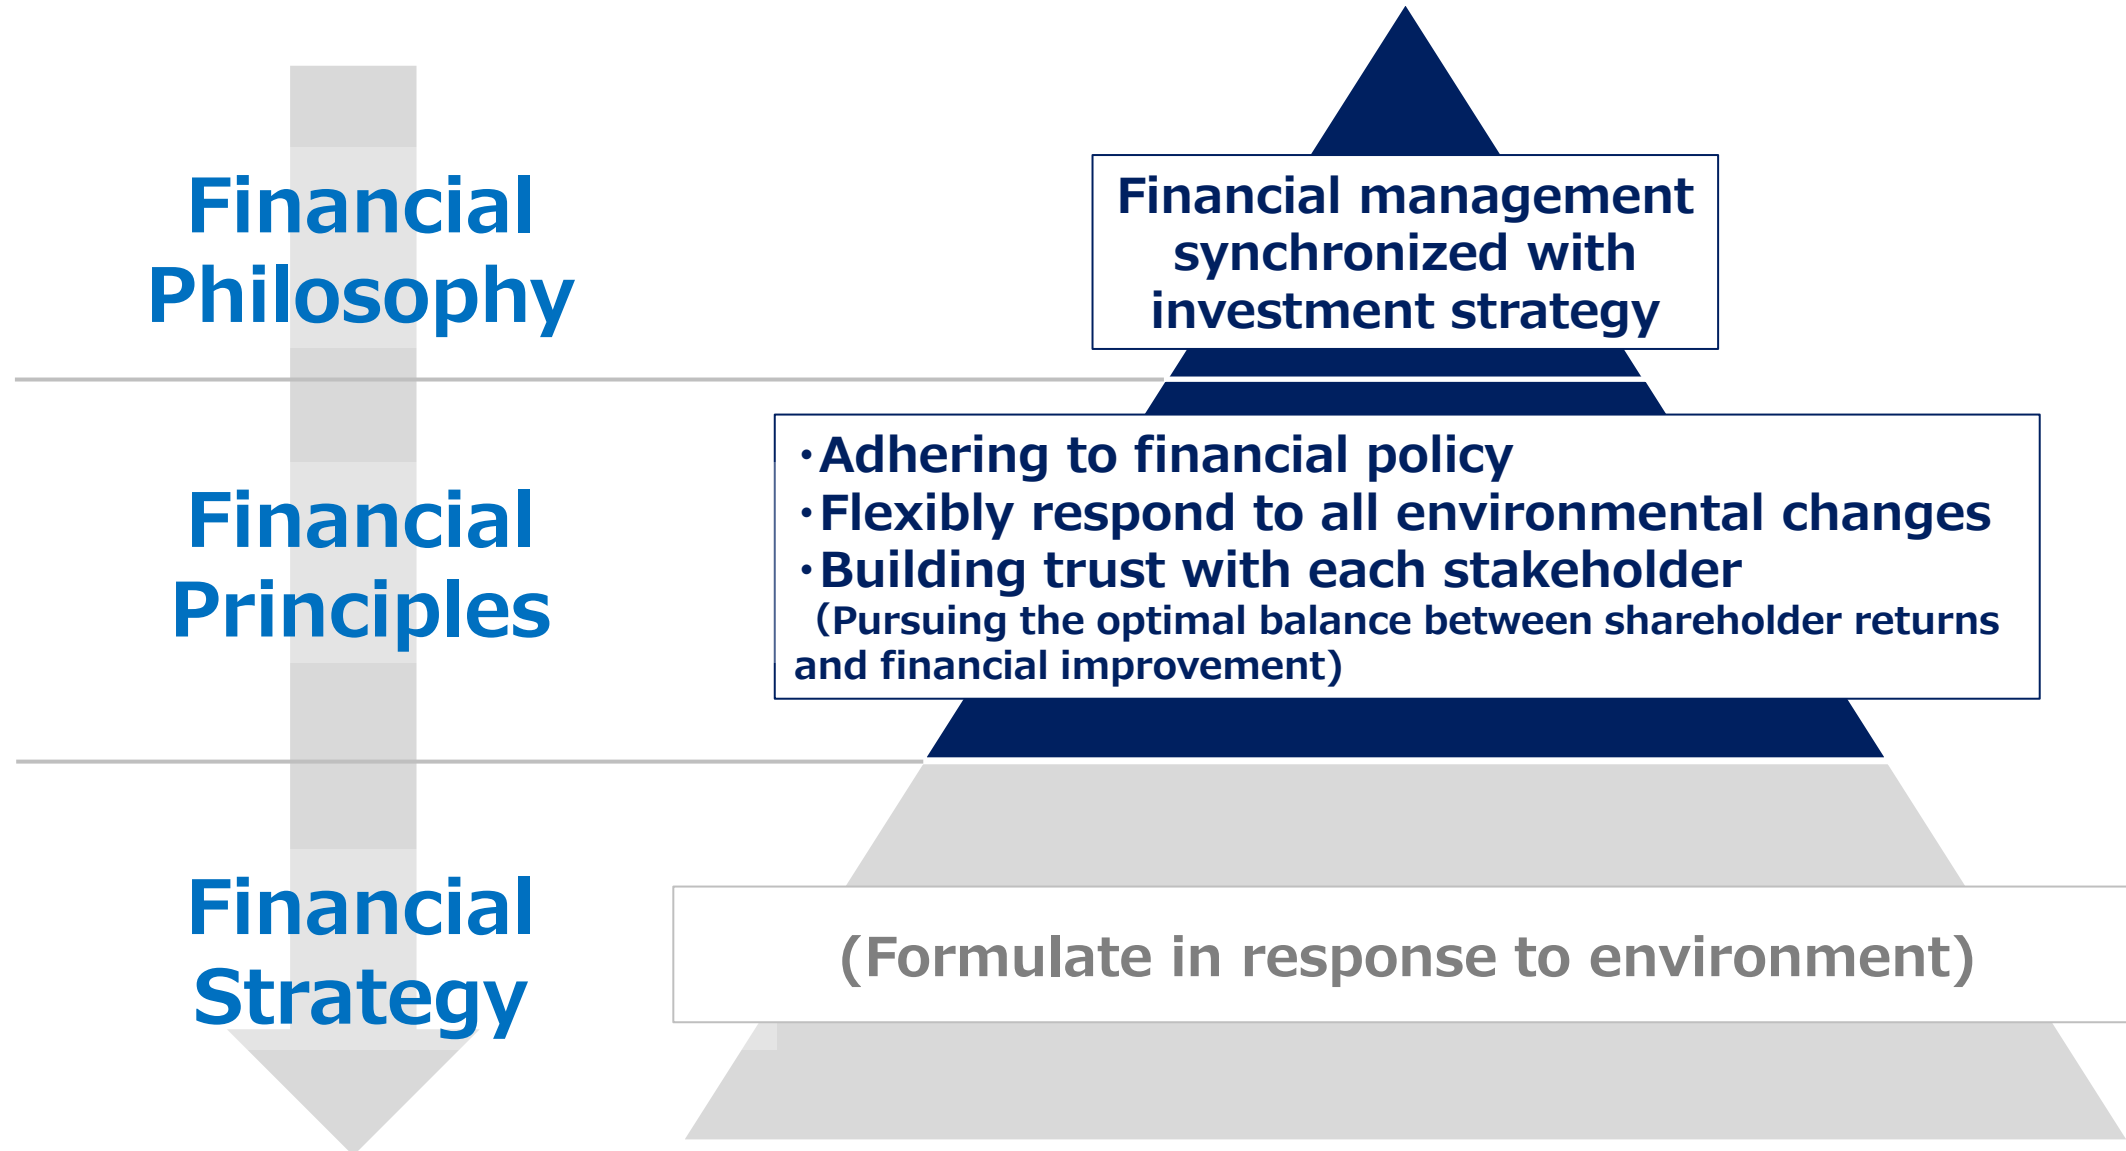 Financial
Philosophy
Financial management
synchronized with
investment strategy
Financial
Principles
・Adhering to financial policy
・Flexibly respond to all environmental changes
・Building trust with each stakeholder
（Pursuing the optimal balance between shareholder returns
and financial improvement)
Financial
Strategy
(Formulate in response to environment)